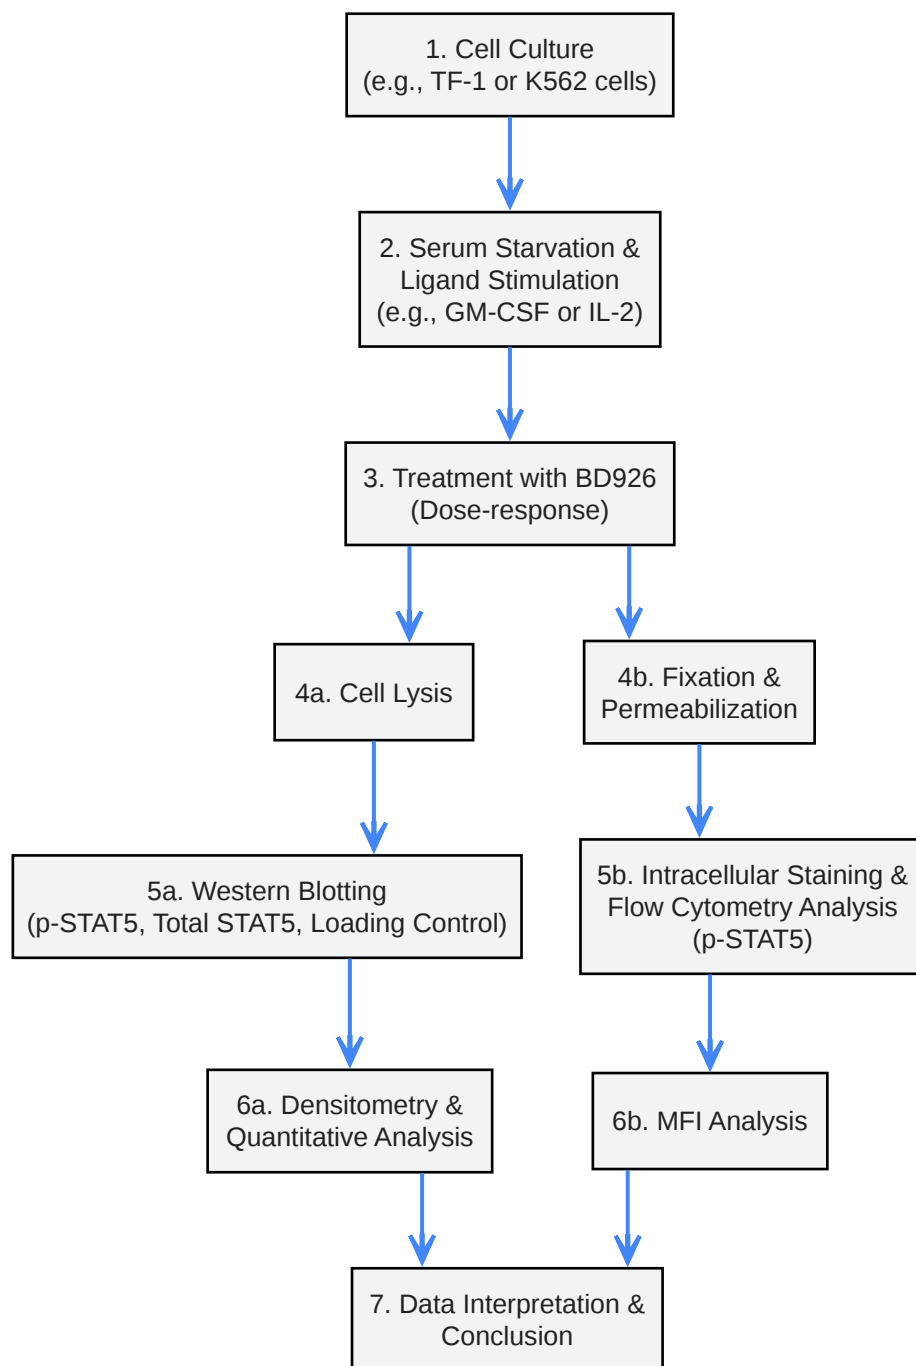 1. Cell Culture
(e.g., TF-1 or K562 cells)
2. Serum Starvation &
Ligand Stimulation
(e.g., GM-CSF or IL-2)
3. Treatment with BD926
(Dose-response)
4a. Cell Lysis
4b. Fixation &
Permeabilization
5a. Western Blotting
(p-STAT5, Total STAT5, Loading Control)
5b. Intracellular Staining &
Flow Cytometry Analysis
(p-STAT5)
6a. Densitometry &
Quantitative Analysis
6b. MFI Analysis
7. Data Interpretation &
Conclusion